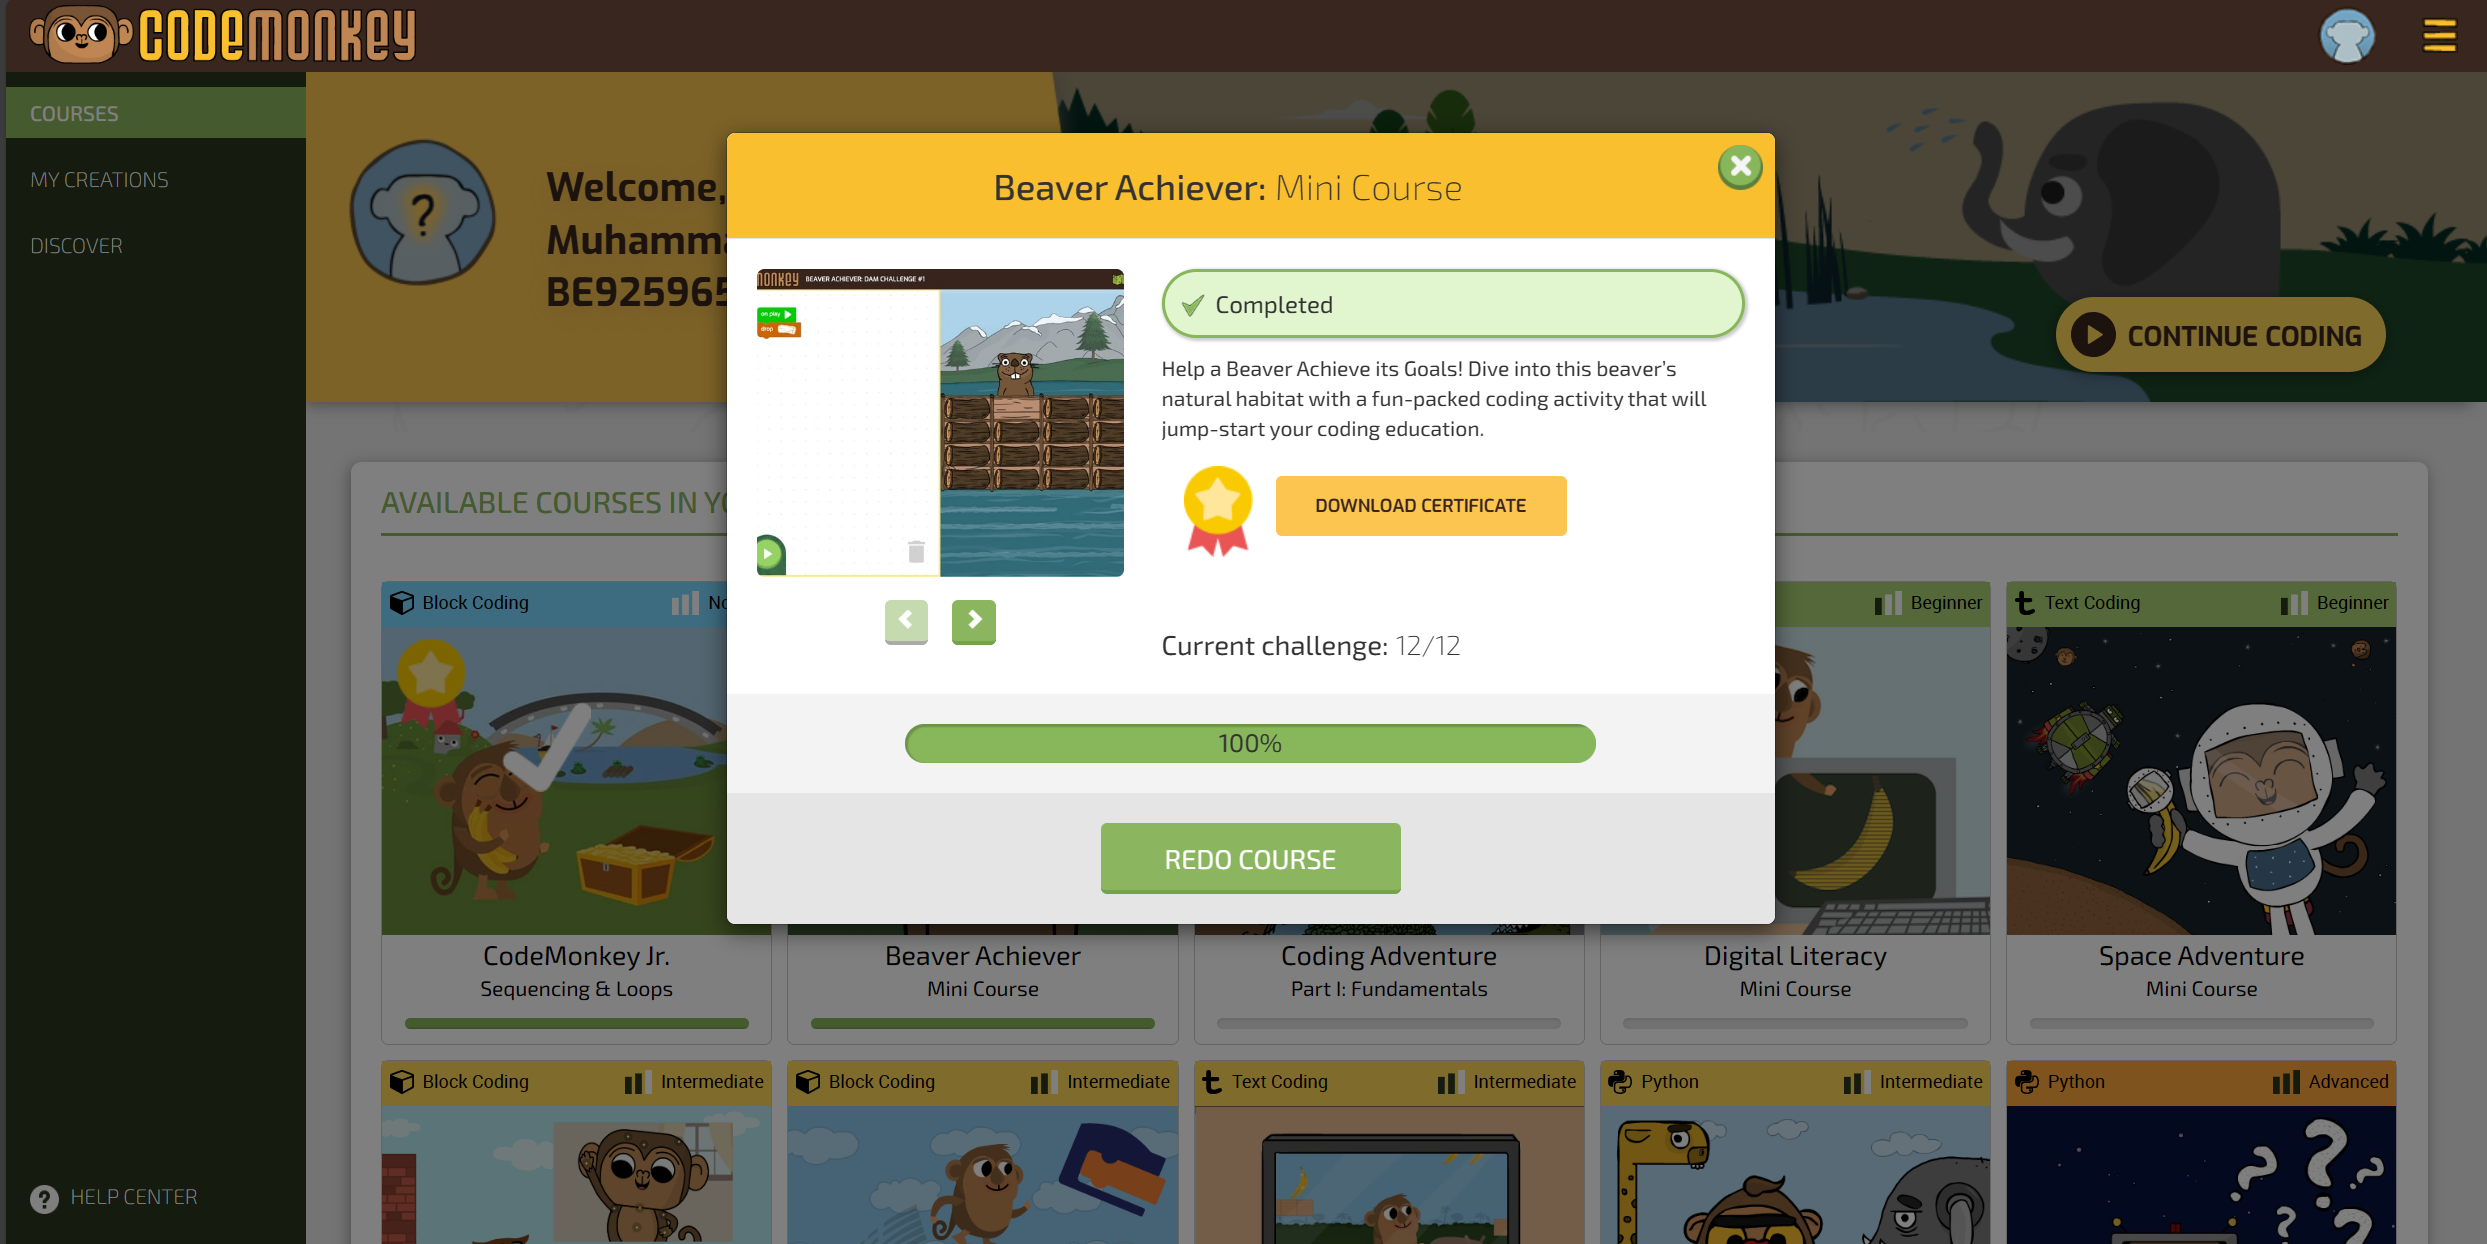 CODEMONKEY
COURSES
MY CREATIONS
DISCOVER
HELP CENTER
Welcome,
Muhamma
BE925965
CONTINUE CODING
Beaver Achiever: Mini Course
MONKEY BEAVER ACHIEVER: DAM CHALLENGE #1
on play
drop
Completed
Help a Beaver Achieve its Goals! Dive into this beaver's
natural habitat with a fun-packed coding activity that will
jump-start your coding education.
DOWNLOAD CERTIFICATE
Current challenge: 12/12
100%
REDO COURSE
AVAILABLE COURSES IN
Block Coding
Beginner
Text Coding Beginner
CodeMonkey Jr.
Sequencing & Loops
Beaver Achiever
Mini Course
Coding Adventure
Part I: Fundamentals
Digital Literacy
Mini Course
Space Adventure
Mini Course
Block Coding Intermediate
Block Coding Intermediate
Text Coding Intermediate
Python Intermediate
Python Advanced